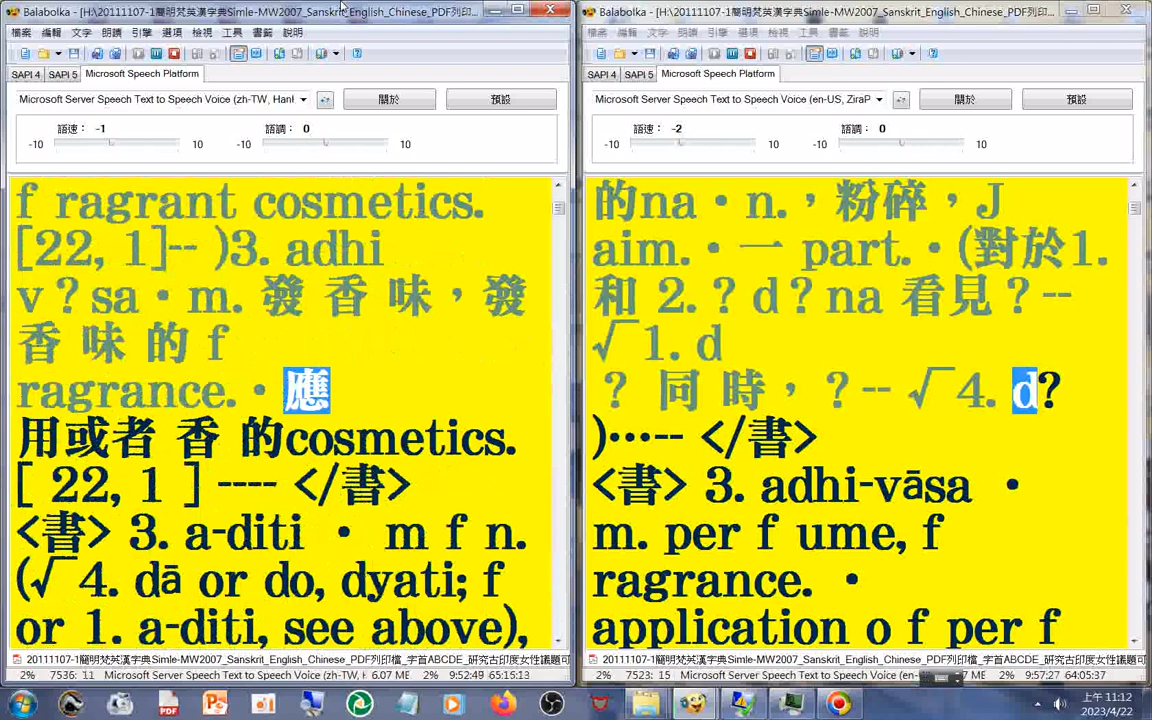 Balabolka - [H:\20111107-1簡明梵英漢字典Simle-MW2007_Sanskrit_English_Chinese_PDF列印...
檔案 編輯 文字 朗讀 引擎 選項 檢視 工具 書籤 說明
SAPI 4 SAPI 5 Microsoft Speech Platform
Microsoft Server Speech Text to Speech Voice (zh-TW, HanH
關於 預設
語速: -1 語調: 0
-10 10 -10 10
f ragrant cosmetics.
[22, 1]-- )3. adhi
v？sa‧m. 發 香 味，發
香 味 的 f
ragrance.‧ 應
用或者 香 的cosmetics.
[ 22, 1 ] ---- </書>
<書> 3. a-diti ‧ m f n.
(√4. dā or do, dyati; f
or 1. a-diti, see above),
20111107-1簡明梵英漢字典Simle-MW2007_Sanskrit_English_Chinese_PDF列印檔_字首ABCDE_研究古印度女性議題可
2% 7536: 11 Microsoft Server Speech Text to Speech Voice (zh-TW, H 6.07 MB 2% 9:52:49 65:15:13
Balabolka - [H:\20111107-1簡明梵英漢字典Simle-MW2007_Sanskrit_English_Chinese_PDF列印...
檔案 編輯 文字 朗讀 引擎 選項 檢視 工具 書籤 說明
SAPI 4 SAPI 5 Microsoft Speech Platform
Microsoft Server Speech Text to Speech Voice (en-US, ZiraP
關於 預設
語速: -2 語調: 0
-10 10 -10 10
的na‧n.，粉碎，J
aim.‧一 part.‧(對於1.
和 2.？d？na 看見？--
√1. d
？ 同 時，？-- √4. d?
)…-- </書>
<書> 3. adhi-vāsa ‧
m. per f ume, f
ragrance. ‧
application o f per f
20111107-1簡明梵英漢字典Simle-MW2007_Sanskrit_English_Chinese_PDF列印檔_字首ABCDE_研究古印度女性議題可
2% 7523: 15 Microsoft Server Speech Text to Speech Voice 2% 9:57:27 64:05:37
上午 11:12
2023/4/22